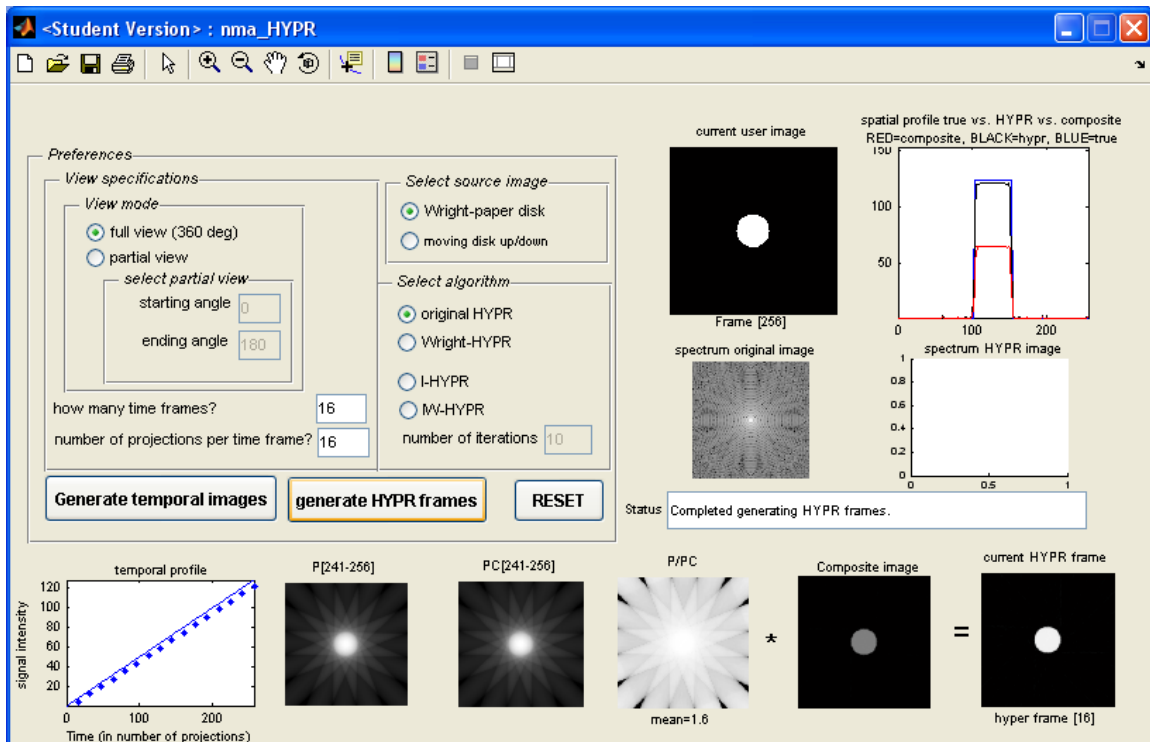 <Student Version> : nma_HYPR
Preferences
View specifications
View mode
full view (360 deg)
partial view
select partial view
starting angle 0
ending angle 180
how many time frames? 16
number of projections per time frame? 16
Select source image
Wright-paper disk
moving disk up/down
Select algorithm
original HYPR
Wright-HYPR
I-HYPR
IW-HYPR
number of iterations 10
Generate temporal images
generate HYPR frames
RESET
current user image
Frame [256]
spatial profile true vs. HYPR vs. composite
RED=composite, BLACK=hypr, BLUE=true
150
100
50
0 100 200
spectrum original image
spectrum HYPR image
1
0.8
0.6
0.4
0.2
0
0 0.5 1
Status Completed generating HYPR frames.
temporal profile
signal intensity
120
100
80
60
40
20
0 100 200
Time (in number of projections)
P[241-256]
PC[241-256]
P/PC
mean=1.6
*
Composite image
=
current HYPR frame
hyper frame [16]